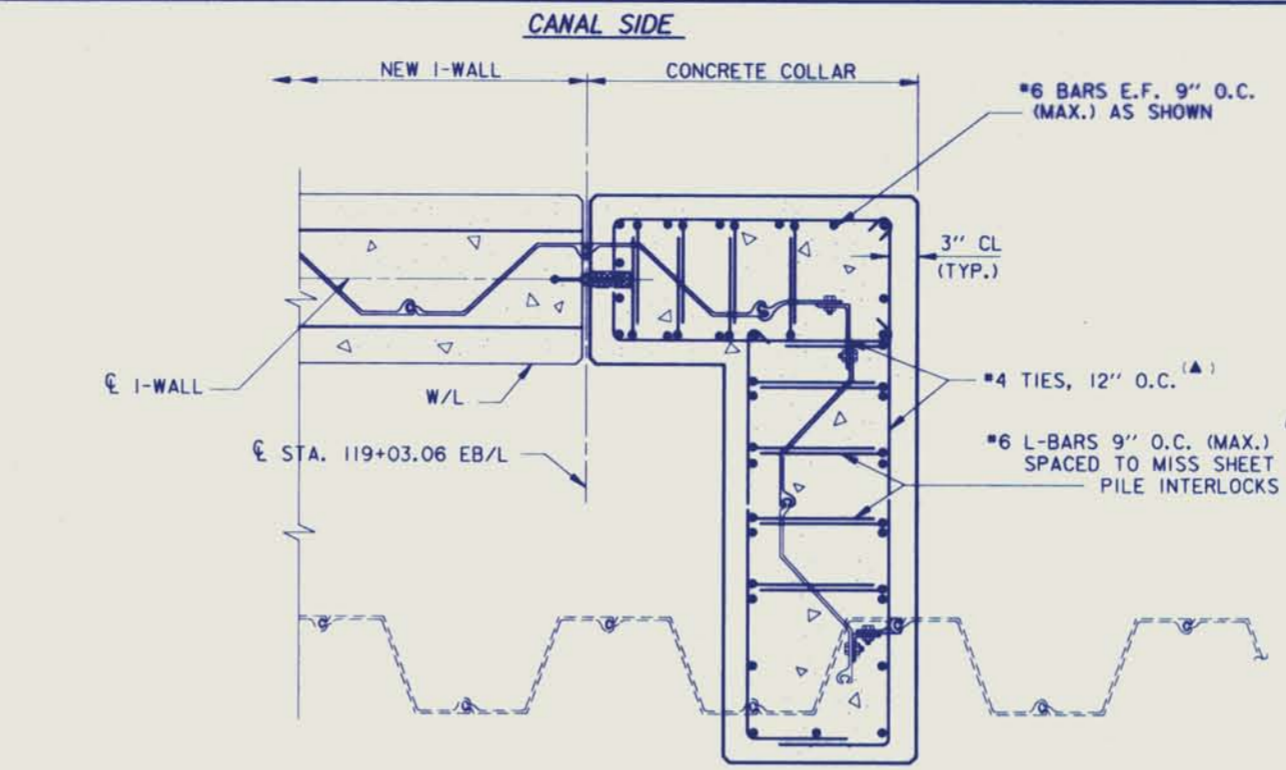 CANAL SIDE
NEW I-WALL
CONCRETE COLLAR
#6 BARS E.F. 9" O.C.
(MAX.) AS SHOWN
3" CL
(TYP.)
℄ I-WALL
W/L
#4 TIES, 12" O.C. (▲)
℄ STA. 119+03.06 EB/L
#6 L-BARS 9" O.C. (MAX.)
SPACED TO MISS SHEET
PILE INTERLOCKS